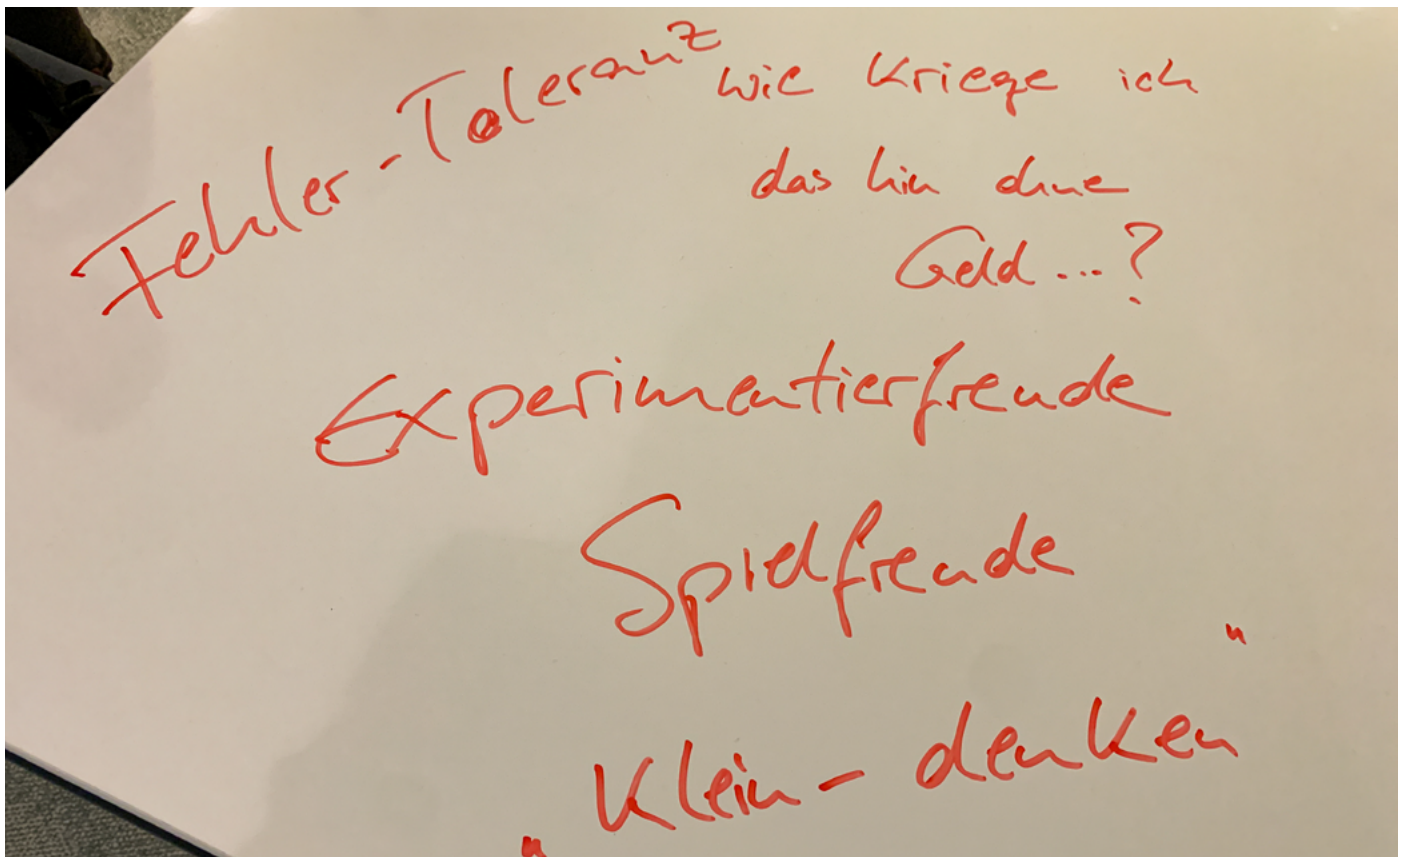 Fehler-Toleranz
wie kriege ich
das hin ohne
Geld...?
Experimentierfreude
Spielfreude
„Klein-denken"